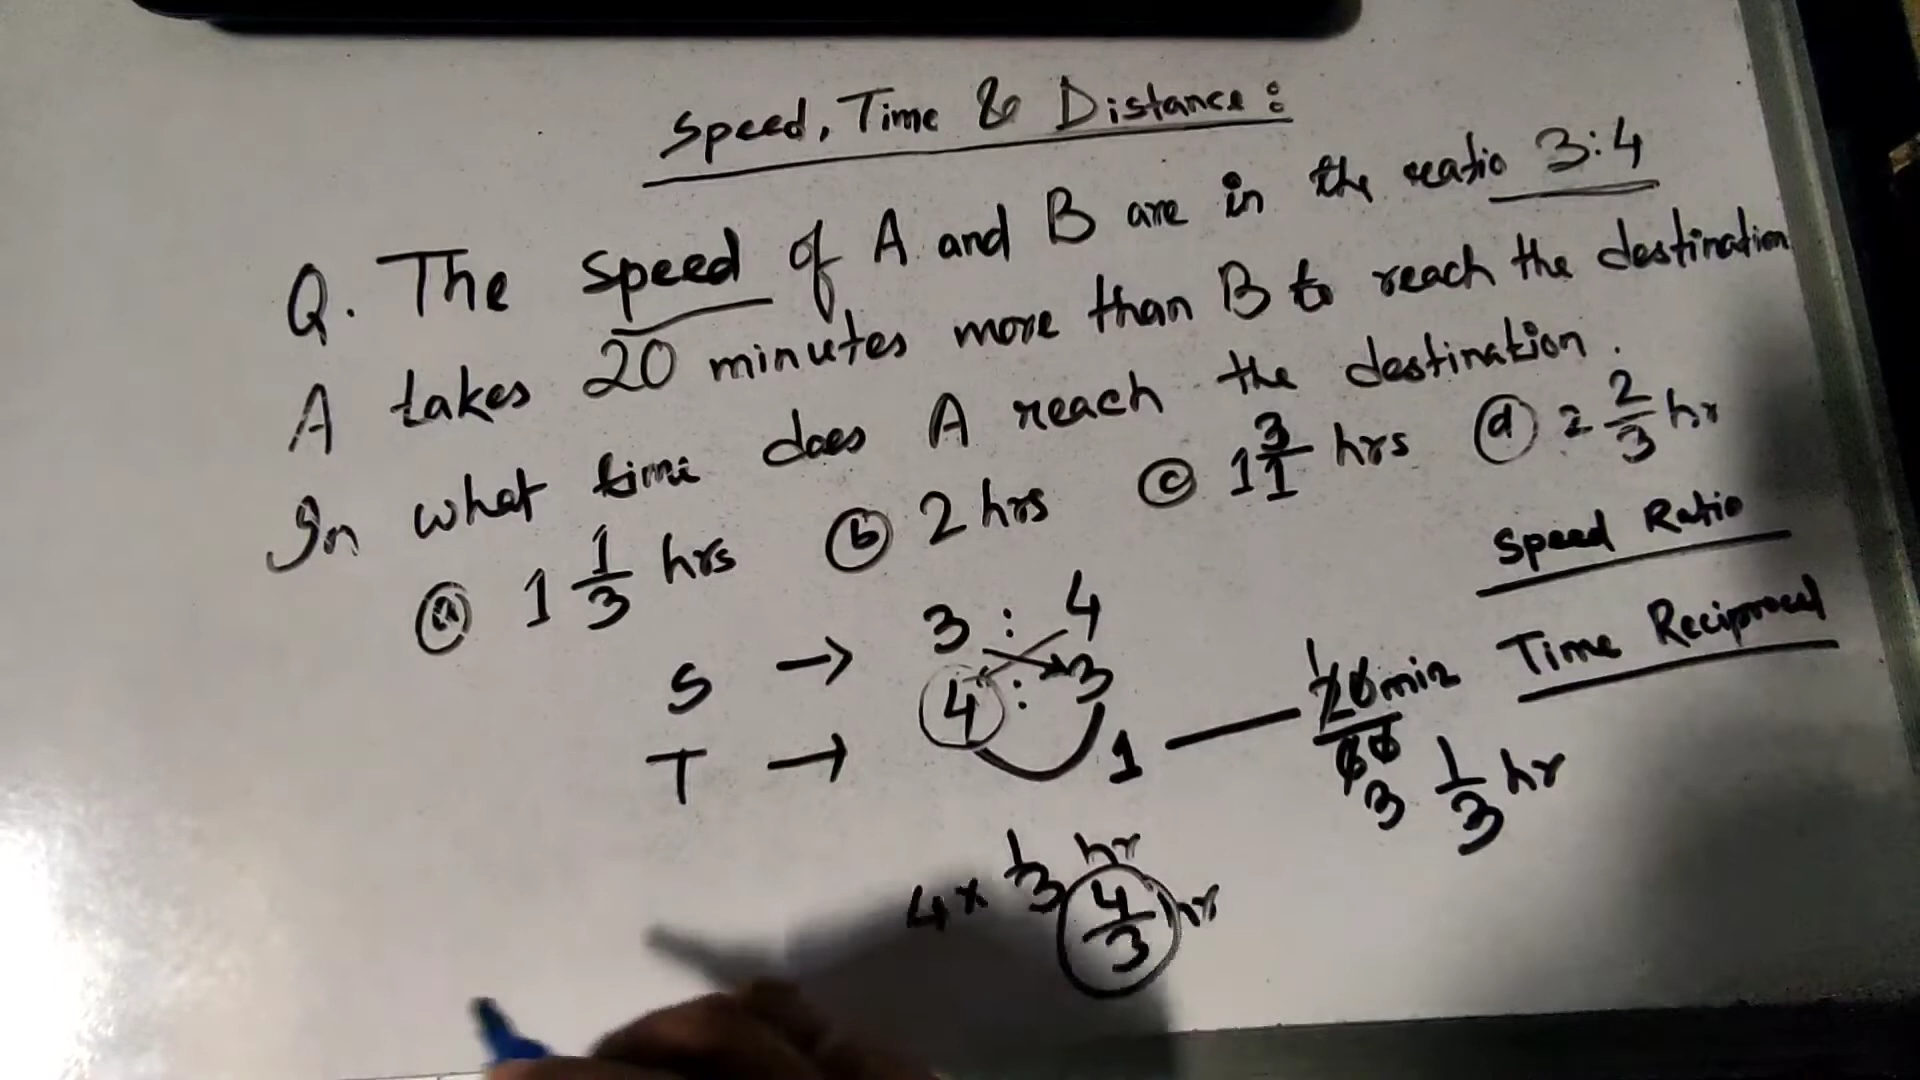 Speed, Time & Distance:
Q. The Speed of A and B are in the ratio 3:4
A takes 20 minutes more than B to reach the destination
In what time does A reach the destination.
(a) 1 1/3 hrs (b) 2 hrs (c) 1 3/1 hrs (d) 2 2/3 hr
Speed Ratio
Time Reciprocal
S → 3 : 4
T → 4 : 3
1 — 20 min/60
1
3
1/3 hr
4 × 1/3 hr
4/3 hr